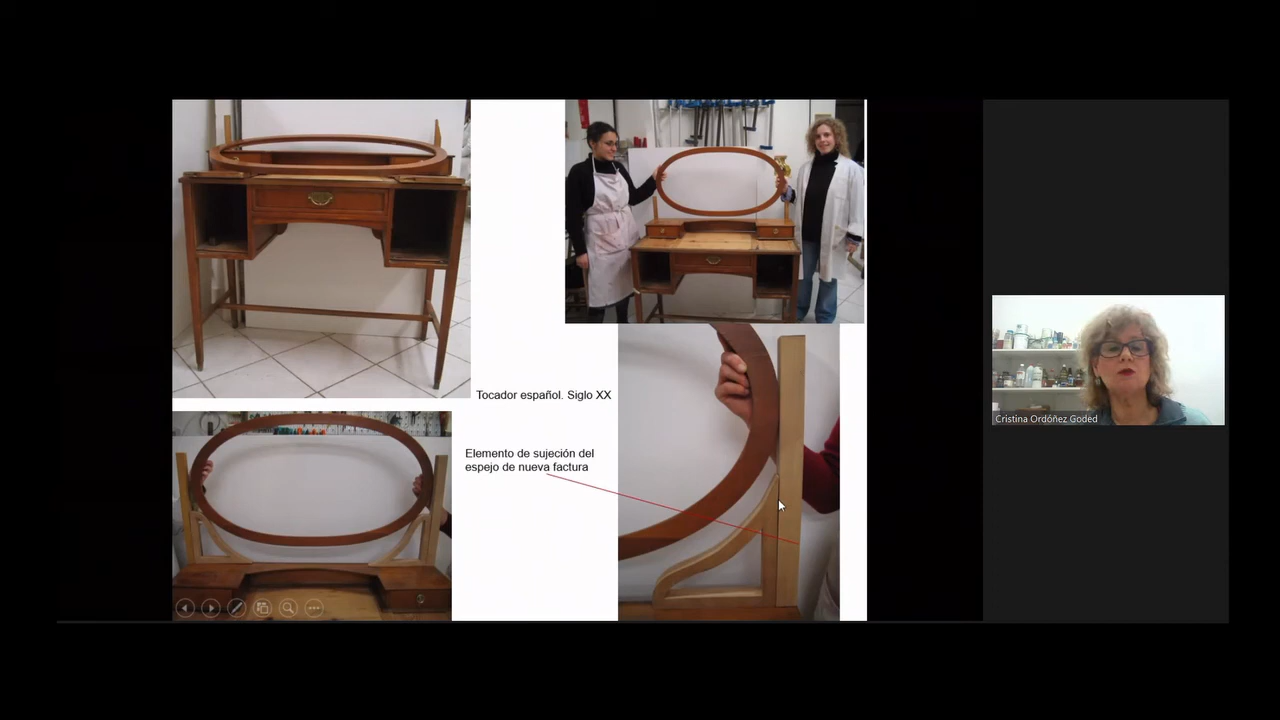 Tocador español. Siglo XX
Elemento de sujeción del
espejo de nueva factura
Cristina Ordóñez Goded